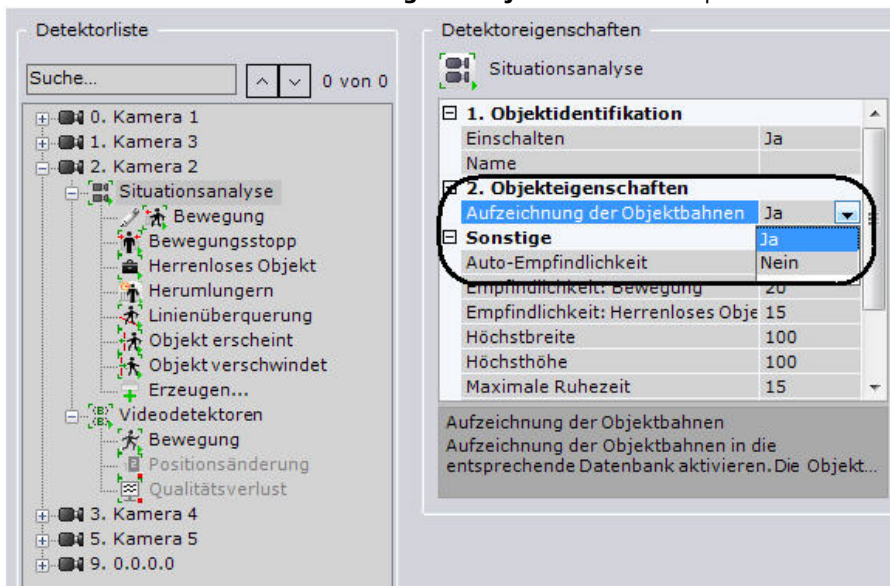 Detektorliste
Suche...
0 von 0
0. Kamera 1
1. Kamera 3
2. Kamera 2
Situationsanalyse
Bewegung
Bewegungsstopp
Herrenloses Objekt
Herumlungern
Linienüberquerung
Objekt erscheint
Objekt verschwindet
Erzeugen...
Videodetektoren
Bewegung
Positionsänderung
Qualitätsverlust
3. Kamera 4
5. Kamera 5
9. 0.0.0.0
Detektoreigenschaften
Situationsanalyse
1. Objektidentifikation
Einschalten Ja
Name
2. Objekteigenschaften
Aufzeichnung der Objektbahnen Ja
Ja
Sonstige
Auto-Empfindlichkeit Nein
Empfindlichkeit: Bewegung 20
Empfindlichkeit: Herrenloses Obje 15
Höchstbreite 100
Höchsthöhe 100
Maximale Ruhezeit 15
Aufzeichnung der Objektbahnen
Aufzeichnung der Objektbahnen in die
entsprechende Datenbank aktivieren. Die Objekt...